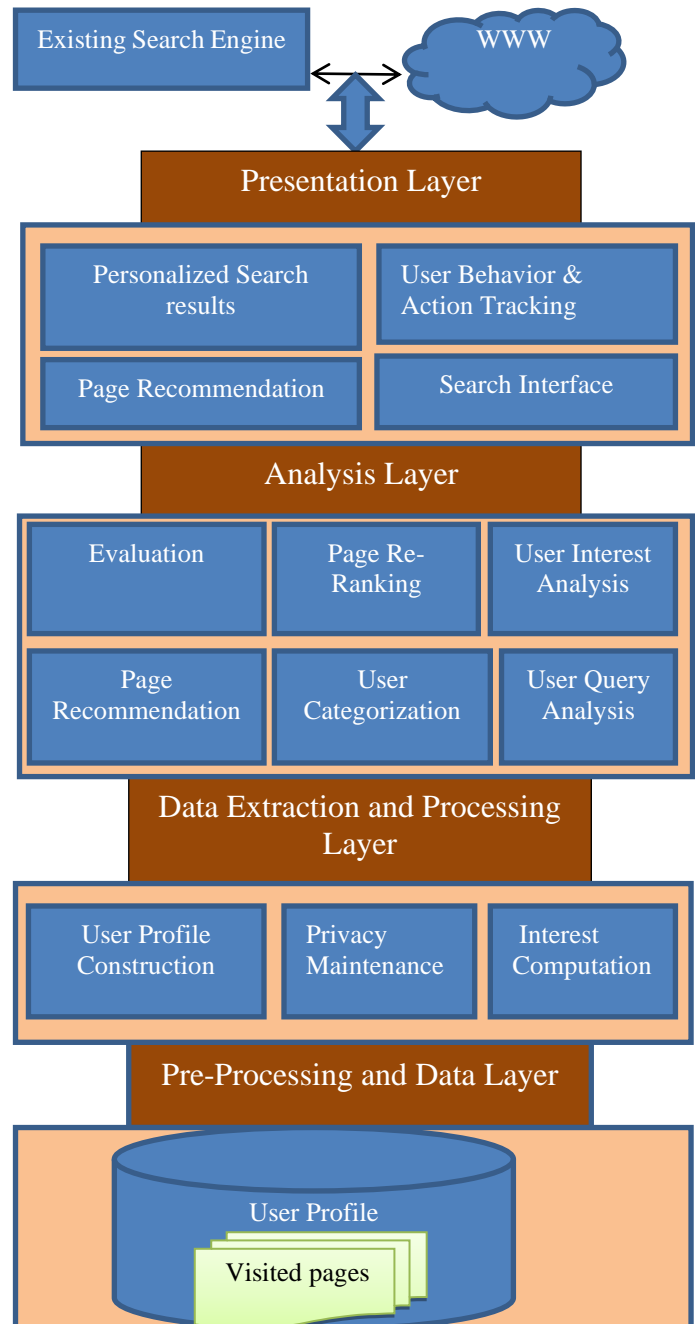 Existing Search Engine
WWW
Presentation Layer
Personalized Search
results
User Behavior &
Action Tracking
Page Recommendation
Search Interface
Analysis Layer
Evaluation
Page Re-
Ranking
User Interest
Analysis
Page
Recommendation
User
Categorization
User Query
Analysis
Data Extraction and Processing
Layer
User Profile
Construction
Privacy
Maintenance
Interest
Computation
Pre-Processing and Data Layer
User Profile
Visited pages